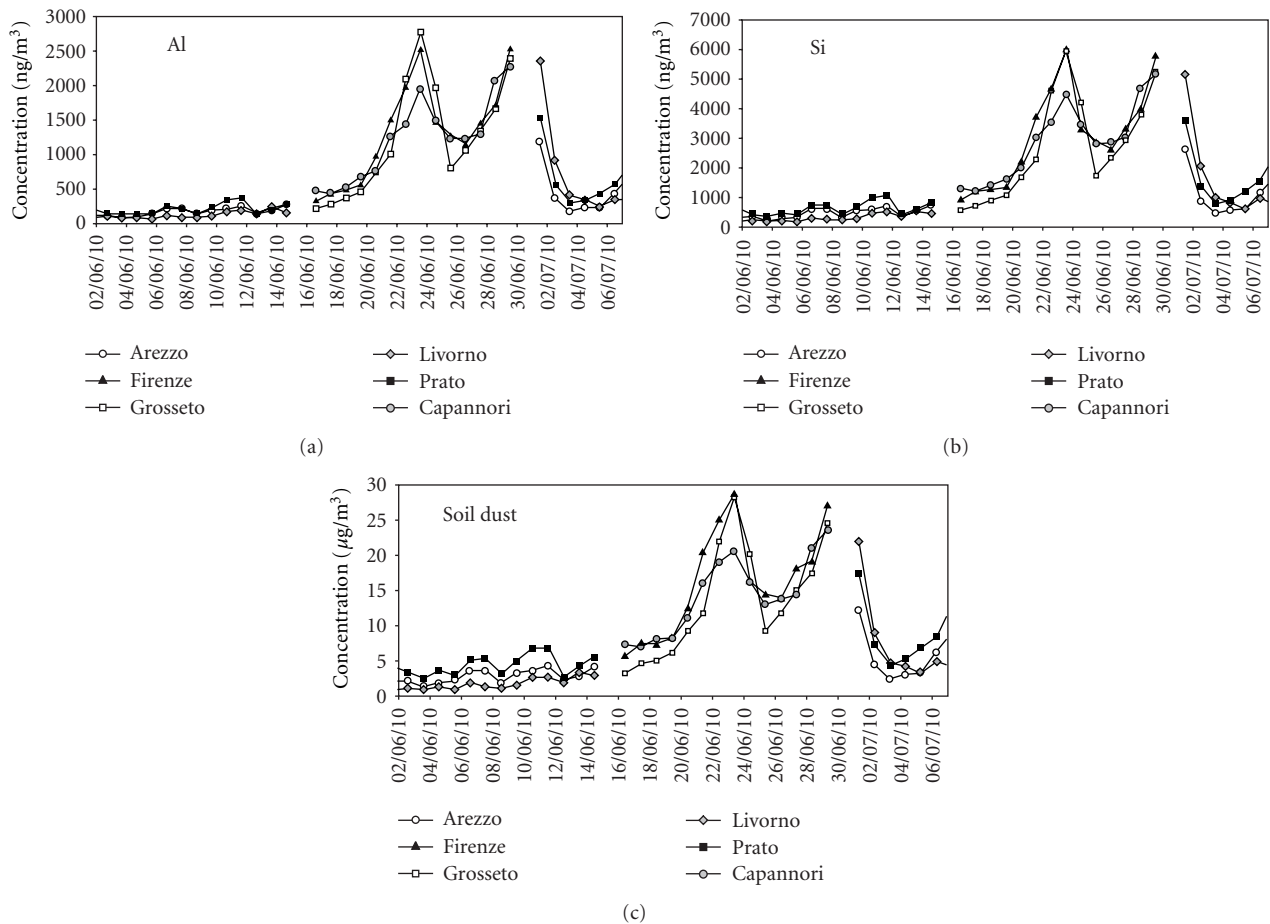 Al
Concentration (ng/m³)
3000
2500
2000
1500
1000
500
0
02/06/10
04/06/10
06/06/10
08/06/10
10/06/10
12/06/10
14/06/10
16/06/10
18/06/10
20/06/10
22/06/10
24/06/10
26/06/10
28/06/10
30/06/10
02/07/10
04/07/10
06/07/10
Arezzo
Firenze
Grosseto
Livorno
Prato
Capannori
(a)
Si
Concentration (ng/m³)
7000
6000
5000
4000
3000
2000
1000
0
02/06/10
04/06/10
06/06/10
08/06/10
10/06/10
12/06/10
14/06/10
16/06/10
18/06/10
20/06/10
22/06/10
24/06/10
26/06/10
28/06/10
30/06/10
02/07/10
04/07/10
06/07/10
Arezzo
Firenze
Grosseto
Livorno
Prato
Capannori
(b)
Soil dust
Concentration (µg/m³)
30
25
20
15
10
5
0
02/06/10
04/06/10
06/06/10
08/06/10
10/06/10
12/06/10
14/06/10
16/06/10
18/06/10
20/06/10
22/06/10
24/06/10
26/06/10
28/06/10
30/06/10
02/07/10
04/07/10
06/07/10
Arezzo
Firenze
Grosseto
Livorno
Prato
Capannori
(c)